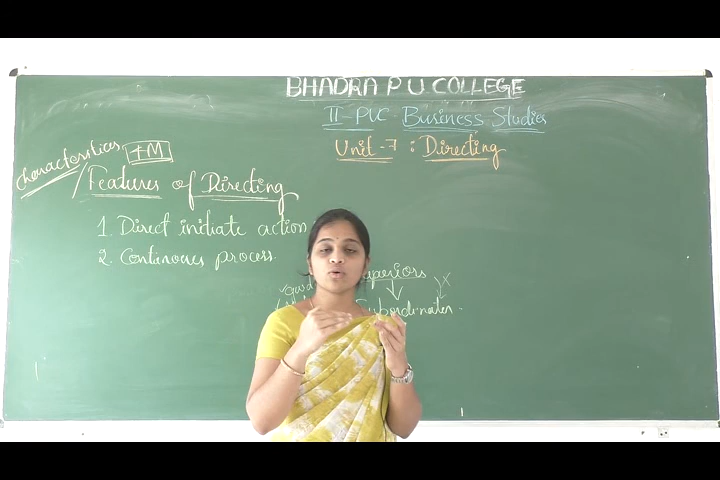 BHADRA P U COLLEGE
II-PUC Business Studies
Unit-7 : Directing
Characteristics / Features of Directing
+M
1. Direct initiate action
2. Continuous process.
Superiors
Subordinates.